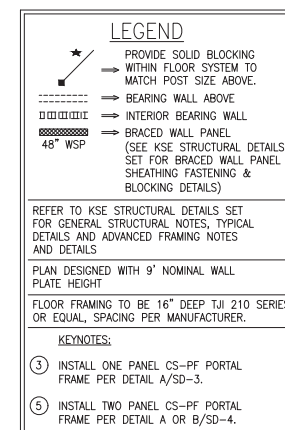 LEGEND
PROVIDE SOLID BLOCKING
WITHIN FLOOR SYSTEM TO
MATCH POST SIZE ABOVE.
BEARING WALL ABOVE
INTERIOR BEARING WALL
BRACED WALL PANEL
48" WSP
(SEE KSE STRUCTURAL DETAILS
SET FOR BRACED WALL PANEL
SHEATHING FASTENING &
BLOCKING DETAILS)
REFER TO KSE STRUCTURAL DETAILS SET
FOR GENERAL STRUCTURAL NOTES, TYPICAL
DETAILS AND ADVANCED FRAMING NOTES
AND DETAILS
PLAN DESIGNED WITH 9' NOMINAL WALL
PLATE HEIGHT
FLOOR FRAMING TO BE 16" DEEP TJI 210 SERIES
OR EQUAL, SPACING PER MANUFACTURER.
KEYNOTES:
3 INSTALL ONE PANEL CS-PF PORTAL
FRAME PER DETAIL A/SD-3.
5 INSTALL TWO PANEL CS-PF PORTAL
FRAME PER DETAIL A OR B/SD-4.